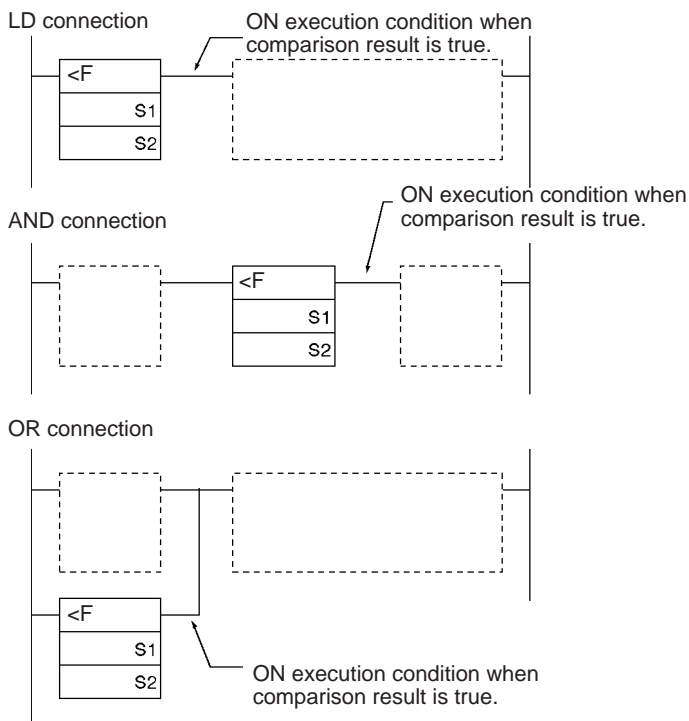 LD connection
ON execution condition when
comparison result is true.
<F
S1
S2
AND connection
ON execution condition when
comparison result is true.
<F
S1
S2
OR connection
<F
S1
S2
ON execution condition when
comparison result is true.